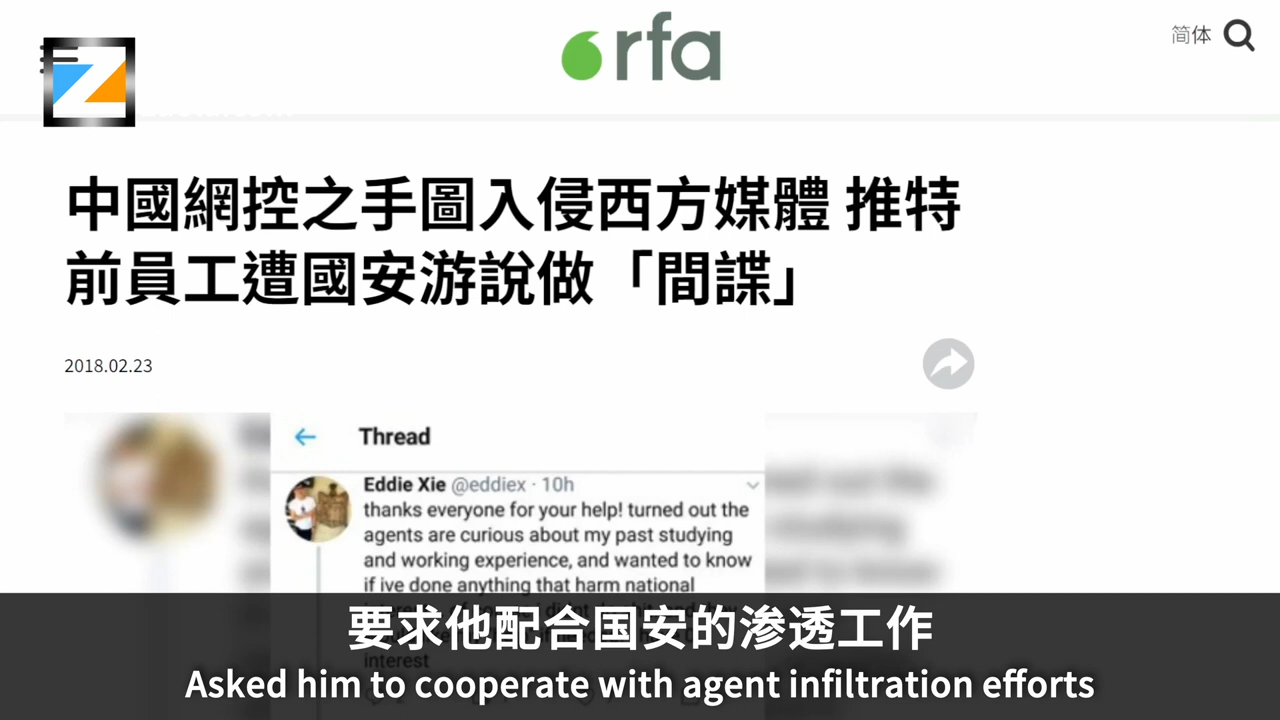 rfa
简体
Z
中國網控之手圖入侵西方媒體 推特
前員工遭國安游說做「間諜」
2018.02.23
Thread
Eddie Xie @eddiex · 10h
thanks everyone for your help! turned out the
agents are curious about my past studying
and working experience, and wanted to know
if ive done anything that harm national
interest
要求他配合国安的渗透工作
Asked him to cooperate with agent infiltration efforts